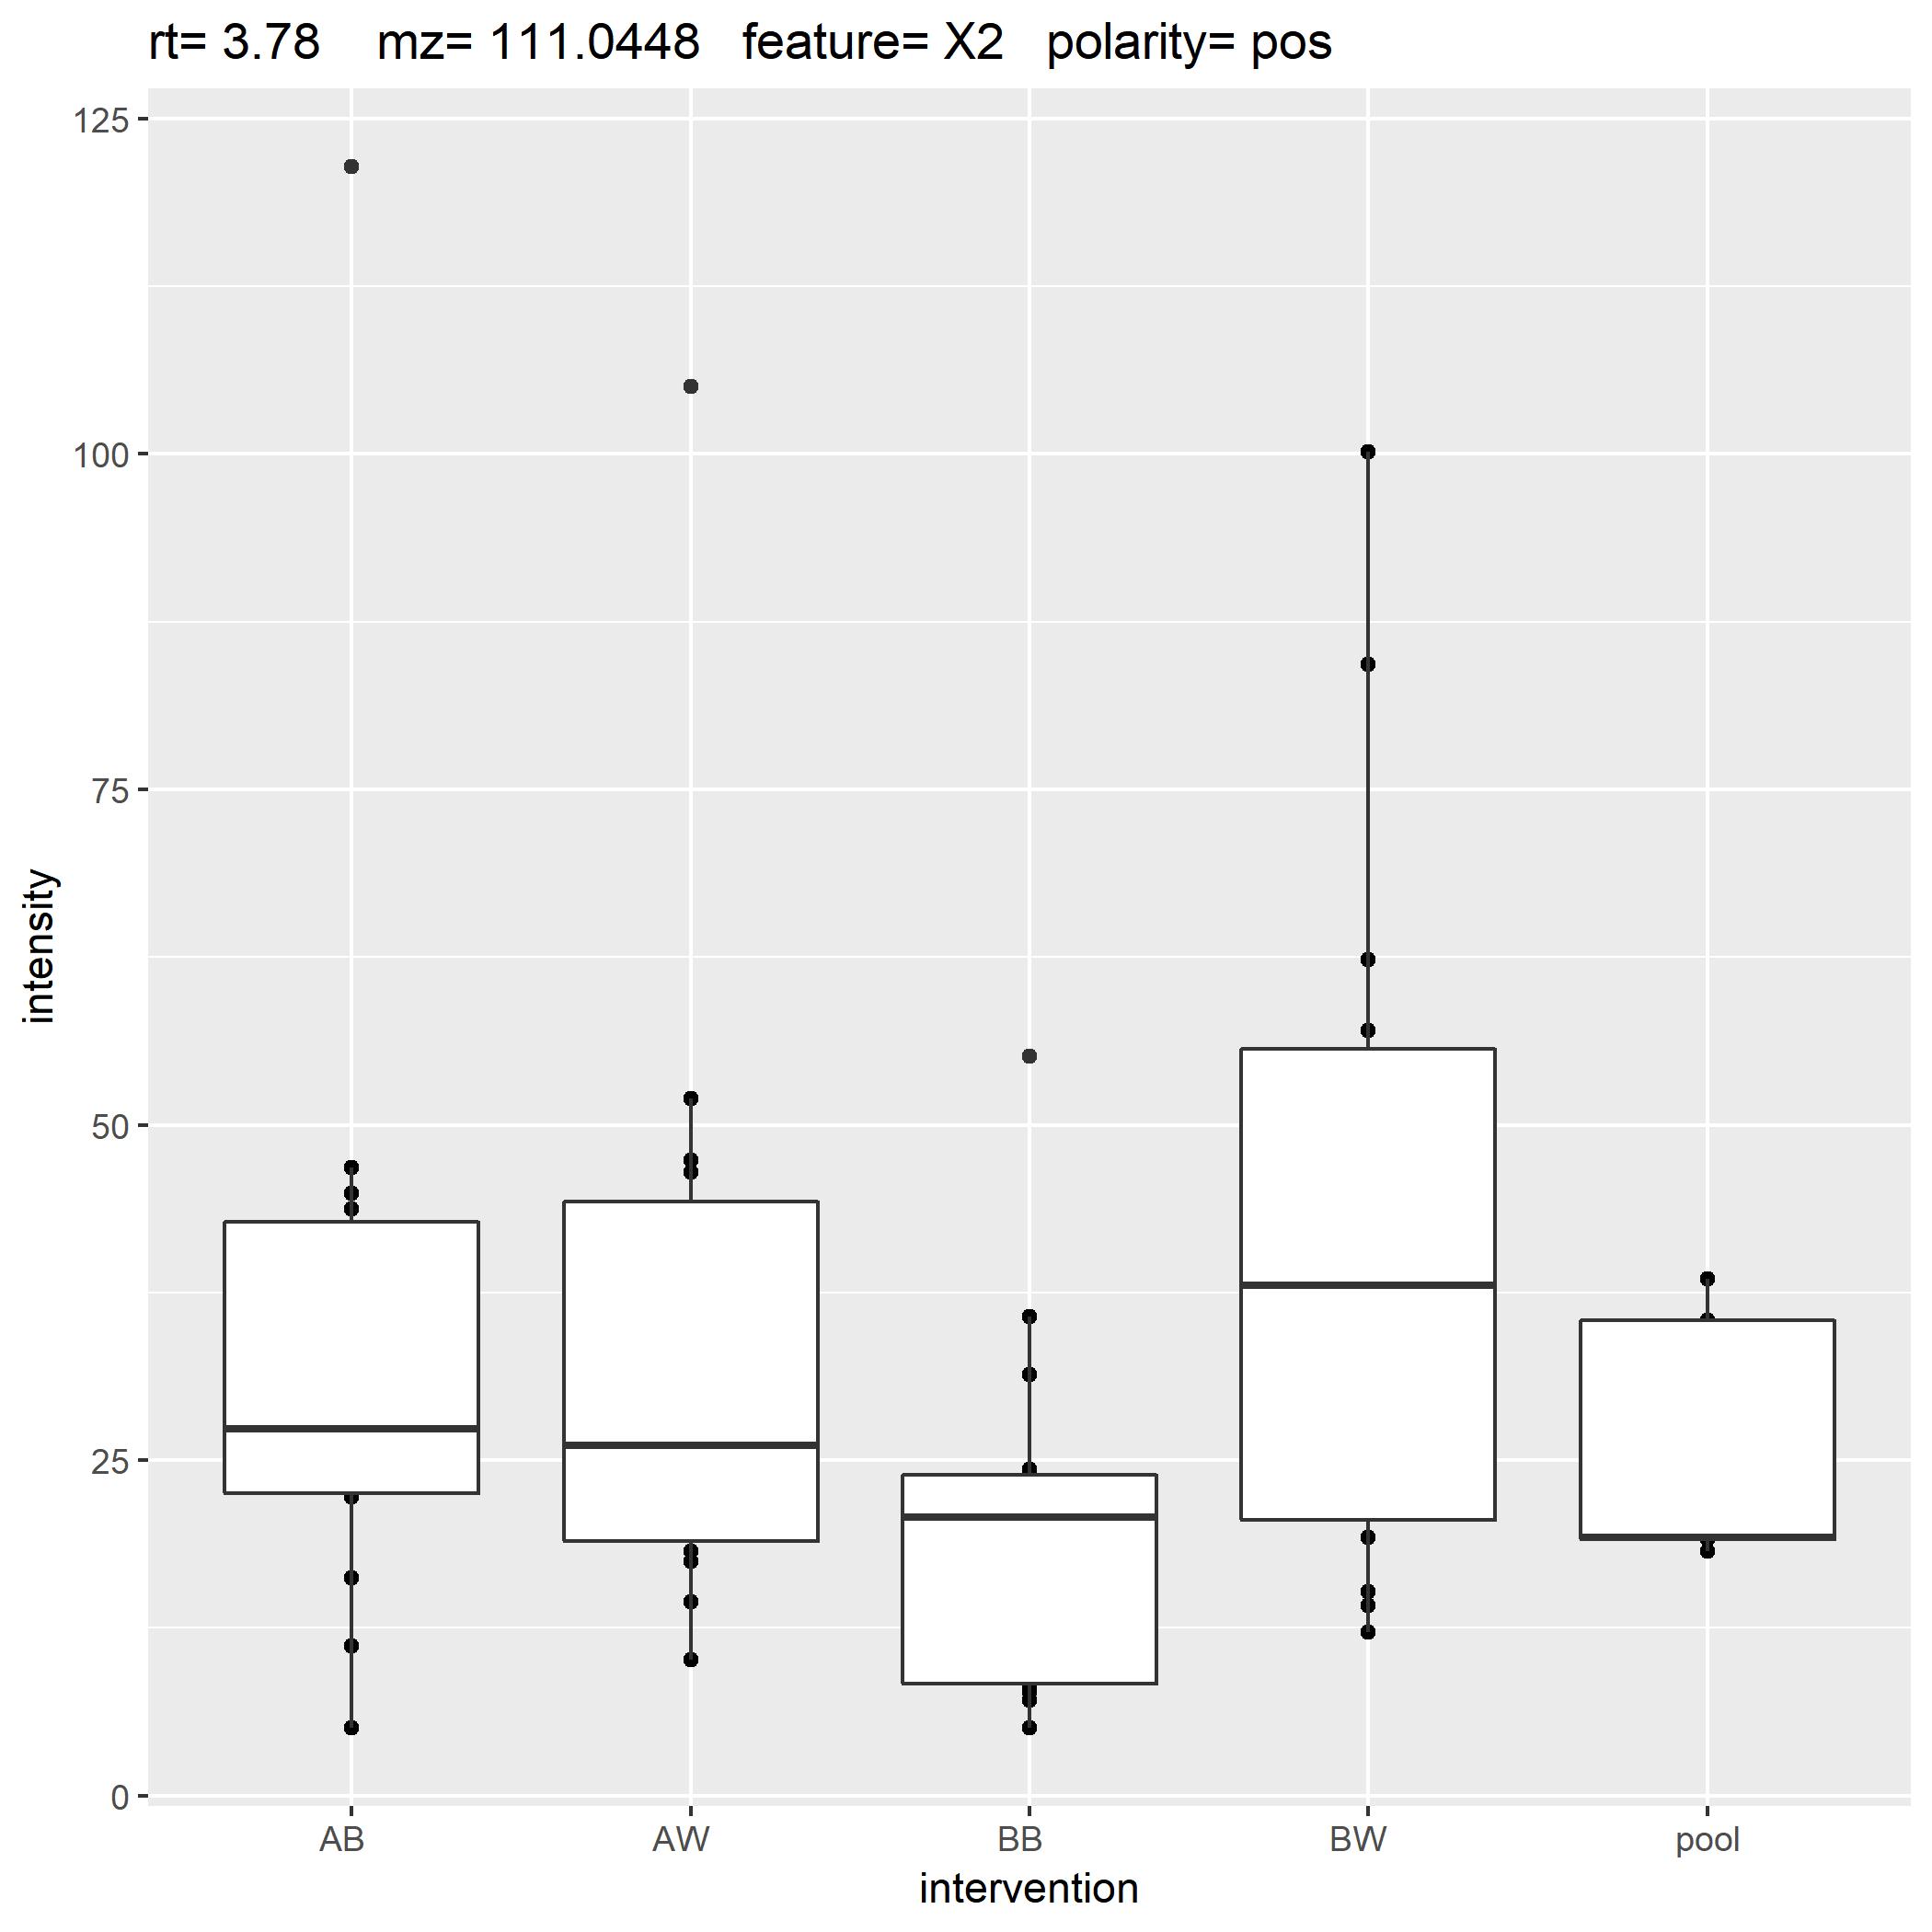 rt= 3.78    mz= 111.0448   feature= X2   polarity= pos
125
100
75
50
25
0
intensity
AB AW BB BW pool
intervention